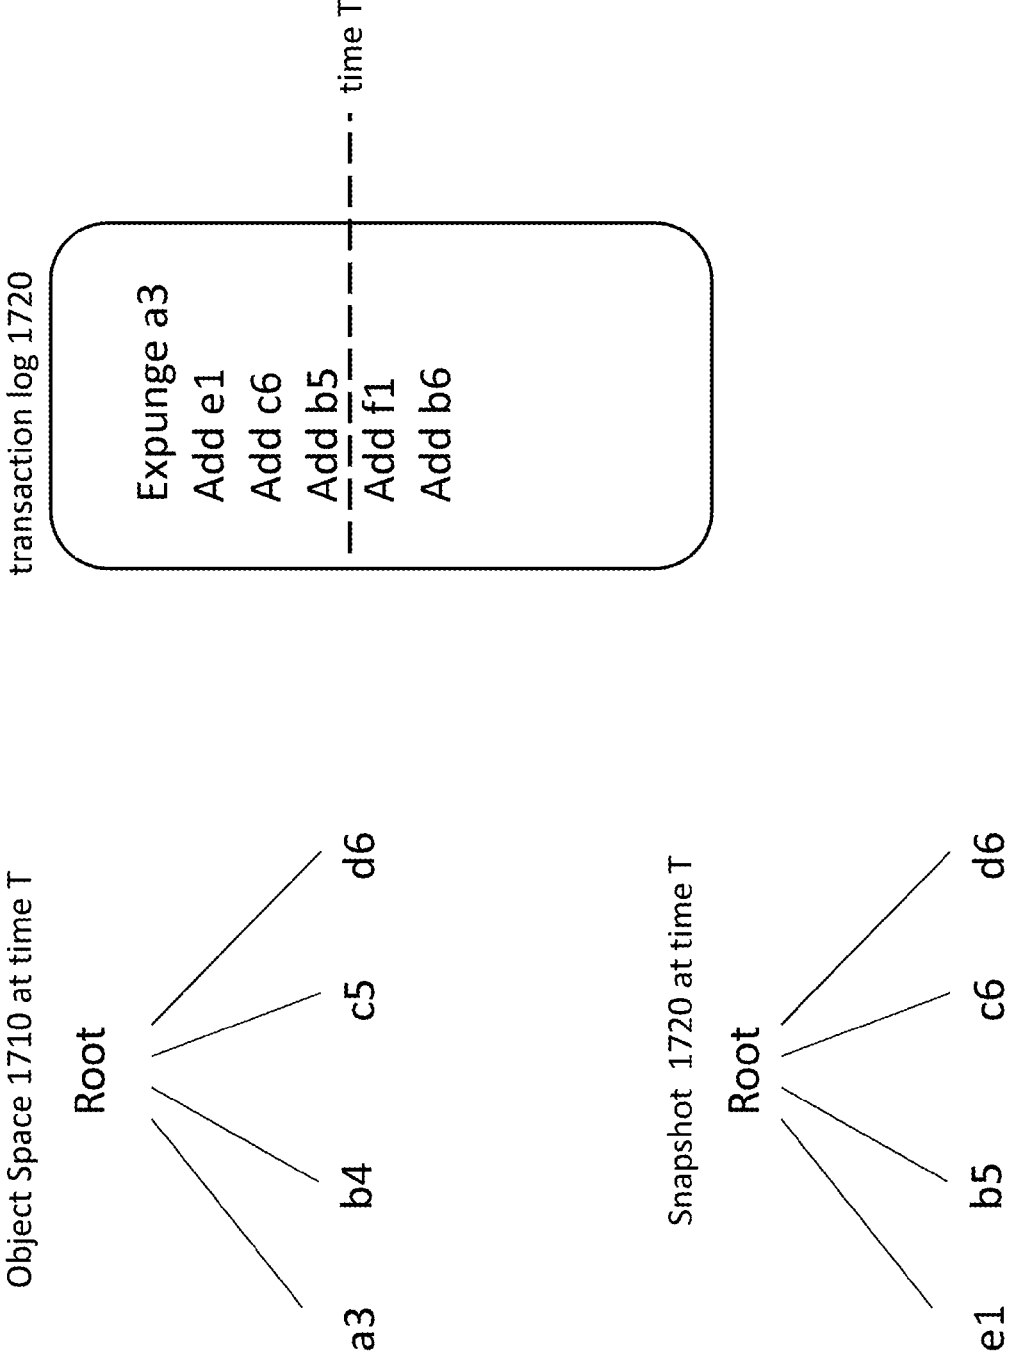 Object Space 1710 at time T
Root
a3 b4 c5 d6
transaction log 1720
Expunge a3
Add e1
Add c6
Add b5
time T
Add f1
Add b6
Snapshot 1720 at time T
Root
e1 b5 c6 d6